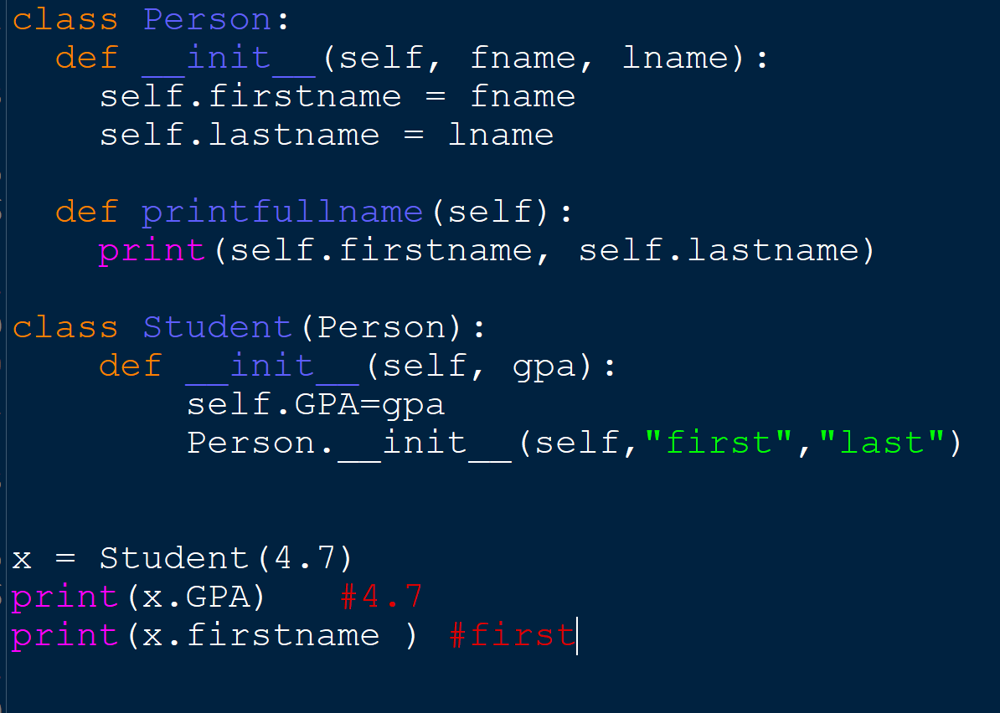 class Person:
  def __init__(self, fname, lname):
    self.firstname = fname
    self.lastname = lname
  def printfullname(self):
    print(self.firstname, self.lastname)
class Student(Person):
    def __init__(self, gpa):
        self.GPA=gpa
        Person.__init__(self,"first","last")
x = Student(4.7)
print(x.GPA)   #4.7
print(x.firstname ) #first